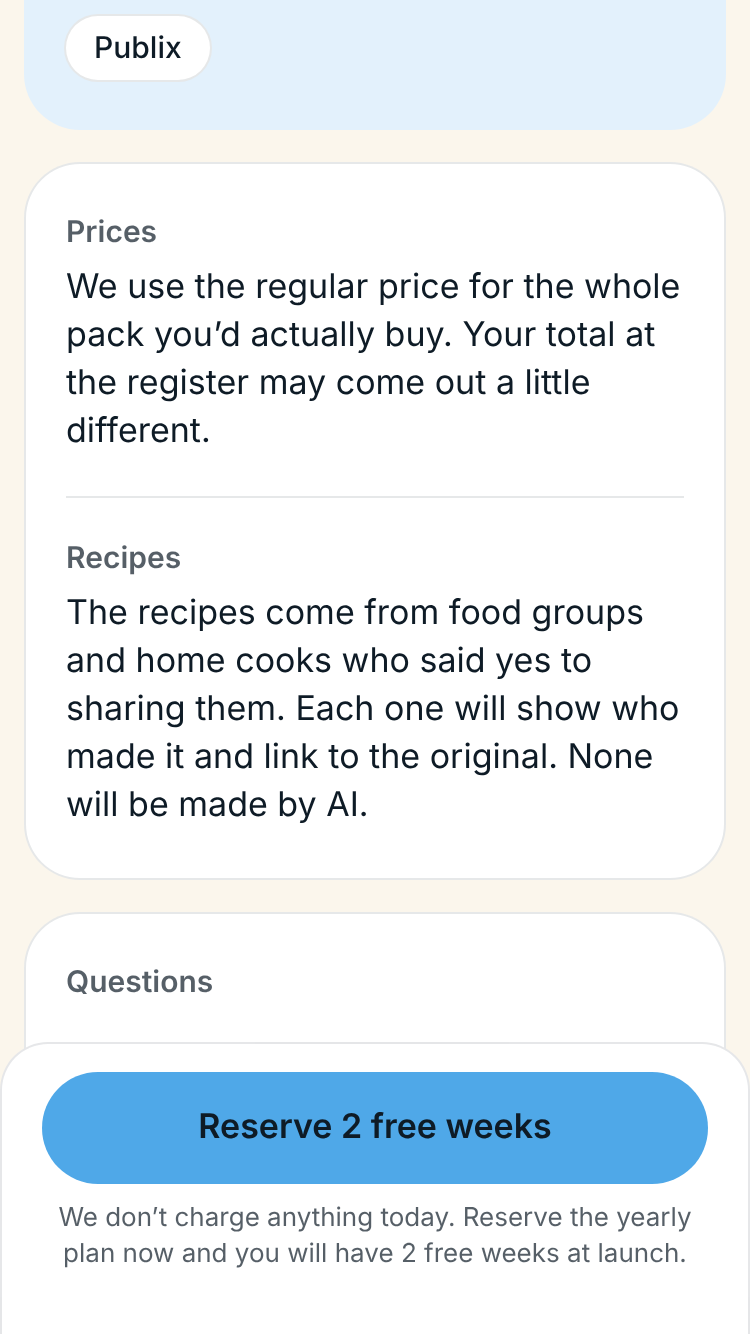 Publix
Prices
We use the regular price for the whole
pack you’d actually buy. Your total at
the register may come out a little
different.
Recipes
The recipes come from food groups
and home cooks who said yes to
sharing them. Each one will show who
made it and link to the original. None
will be made by AI.
Questions
Reserve 2 free weeks
We don’t charge anything today. Reserve the yearly
plan now and you will have 2 free weeks at launch.